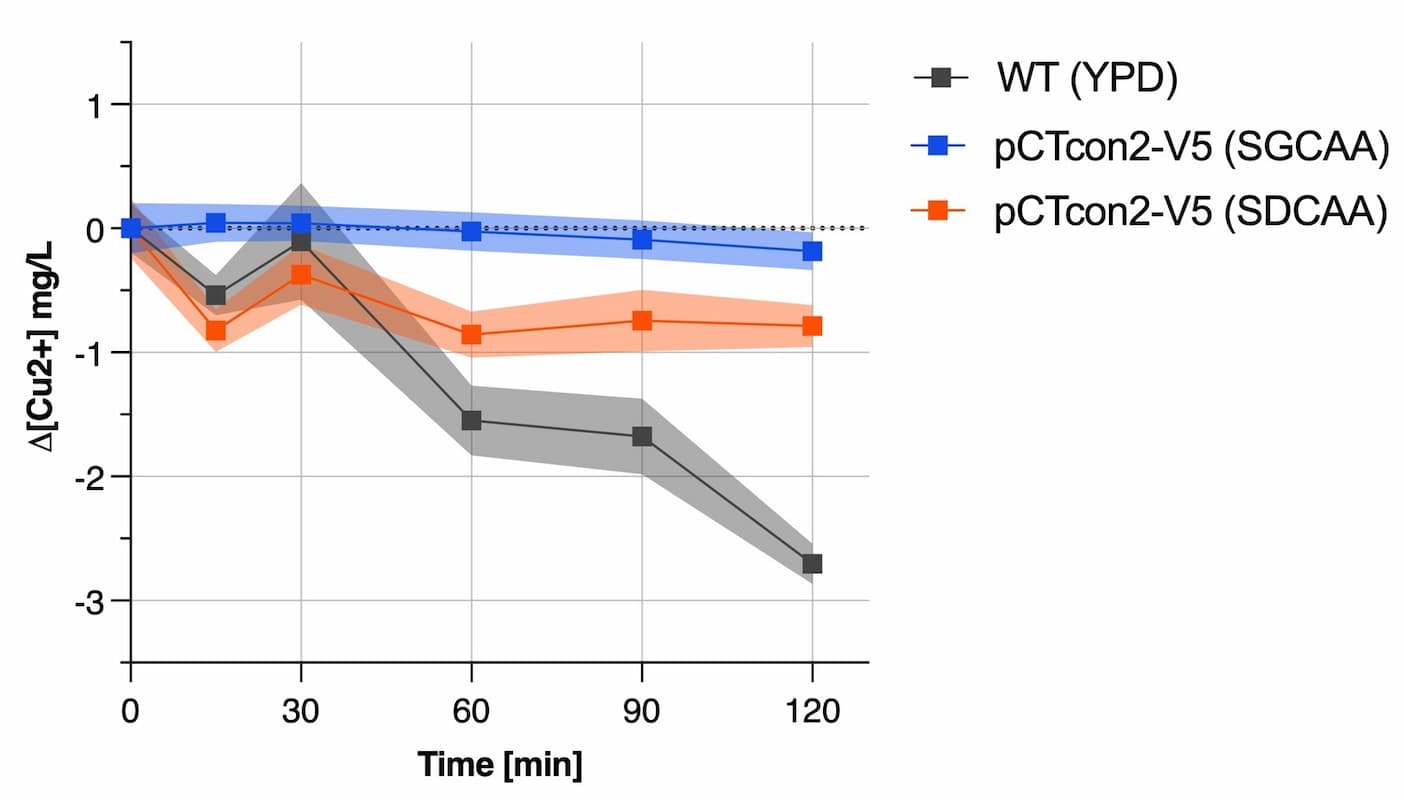 Δ[Cu2+] mg/L
1
0
-1
-2
-3
0
30
60
90
120
Time [min]
WT (YPD)
pCTcon2-V5 (SGCAA)
pCTcon2-V5 (SDCAA)